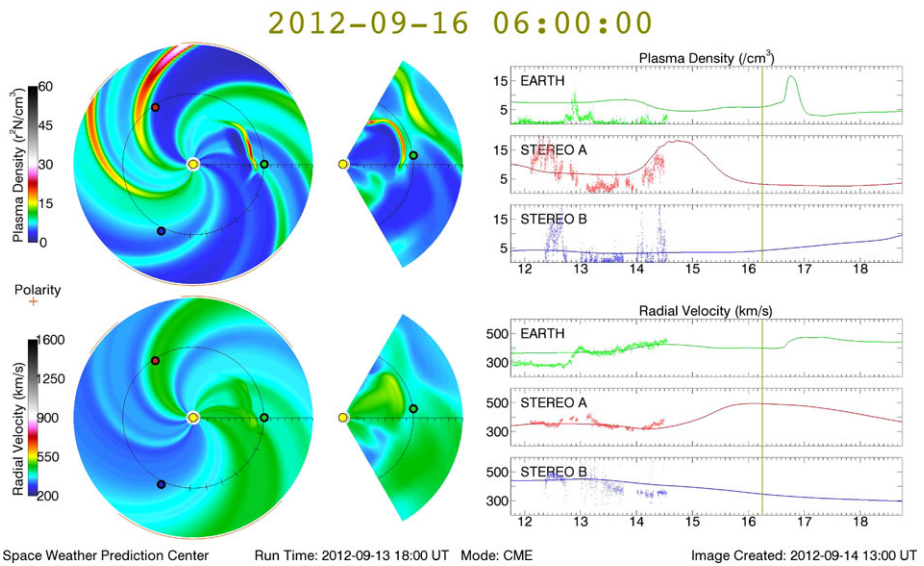 2012-09-16 06:00:00
Plasma Density (r²N/cm³)
60
45
30
15
0
Plasma Density (/cm³)
EARTH
15
5
STEREO A
15
5
STEREO B
15
5
12 13 14 15 16 17 18
Polarity
+
Radial Velocity (km/s)
1600
1250
900
550
200
Radial Velocity (km/s)
EARTH
500
300
STEREO A
500
300
STEREO B
500
300
12 13 14 15 16 17 18
Space Weather Prediction Center Run Time: 2012-09-13 18:00 UT Mode: CME Image Created: 2012-09-14 13:00 UT